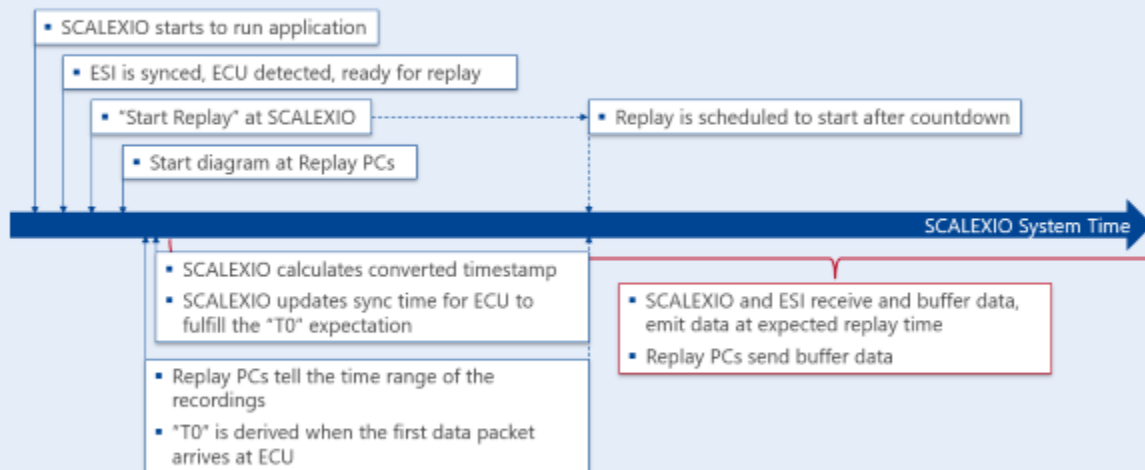 SCALEXIO starts to run application
ESI is synced, ECU detected, ready for replay
"Start Replay" at SCALEXIO
Replay is scheduled to start after countdown
Start diagram at Replay PCs
SCALEXIO System Time
SCALEXIO calculates converted timestamp
SCALEXIO updates sync time for ECU to
fulfill the "T0" expectation
SCALEXIO and ESI receive and buffer data,
emit data at expected replay time
Replay PCs send buffer data
Replay PCs tell the time range of the
recordings
"T0" is derived when the first data packet
arrives at ECU